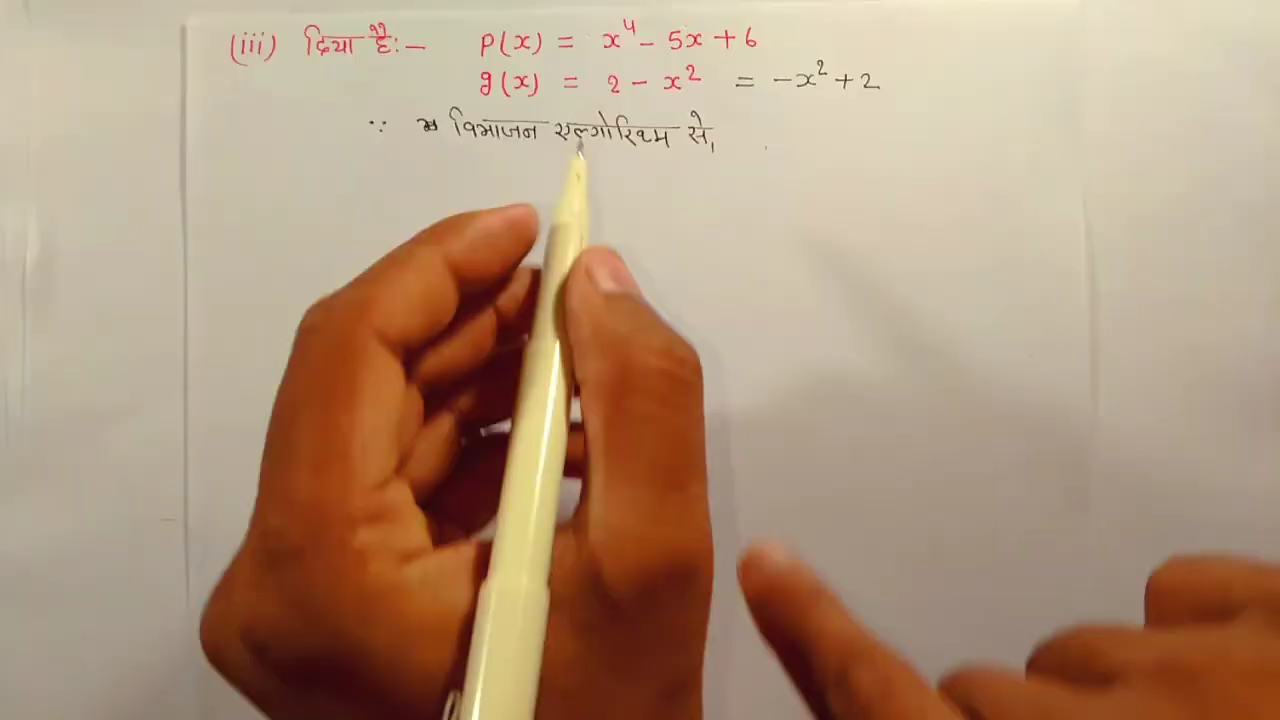 (iii) दिया है:- p(x) = x⁴ - 5x + 6
g(x) = 2 - x² = -x² + 2
∵ विभाजन एल्गोरिथ्म से,